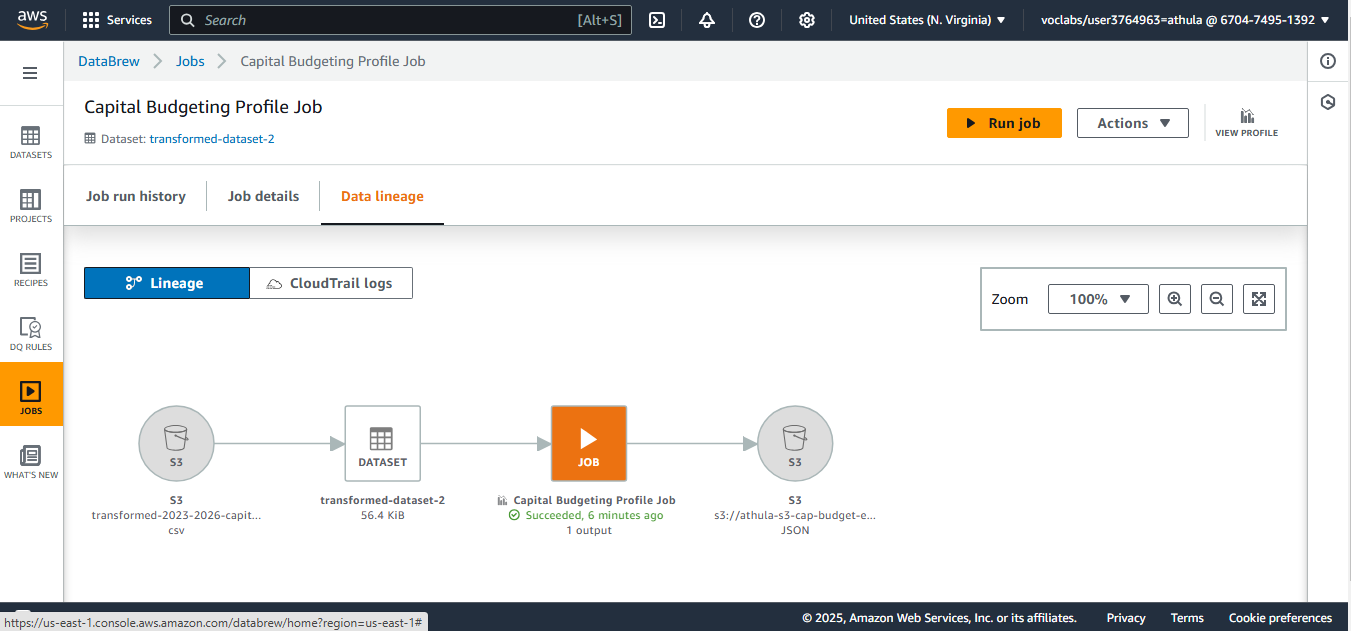 aws
Services
Search
[Alt+S]
United States (N. Virginia)
voclabs/user3764963=athula @ 6704-7495-1392
DataBrew
Jobs
Capital Budgeting Profile Job
Capital Budgeting Profile Job
Dataset: transformed-dataset-2
Run job
Actions
VIEW PROFILE
DATASETS
PROJECTS
RECIPES
DQ RULES
JOBS
WHAT'S NEW
Job run history
Job details
Data lineage
Lineage
CloudTrail logs
Zoom
100%
S3
DATASET
JOB
S3
S3
transformed-2023-2026-capit...
csv
transformed-dataset-2
56.4 KiB
Capital Budgeting Profile Job
Succeeded, 6 minutes ago
1 output
S3
s3://athula-s3-cap-budget-e...
JSON
https://us-east-1.console.aws.amazon.com/databrew/home?region=us-east-1#
© 2025, Amazon Web Services, Inc. or its affiliates.
Privacy
Terms
Cookie preferences